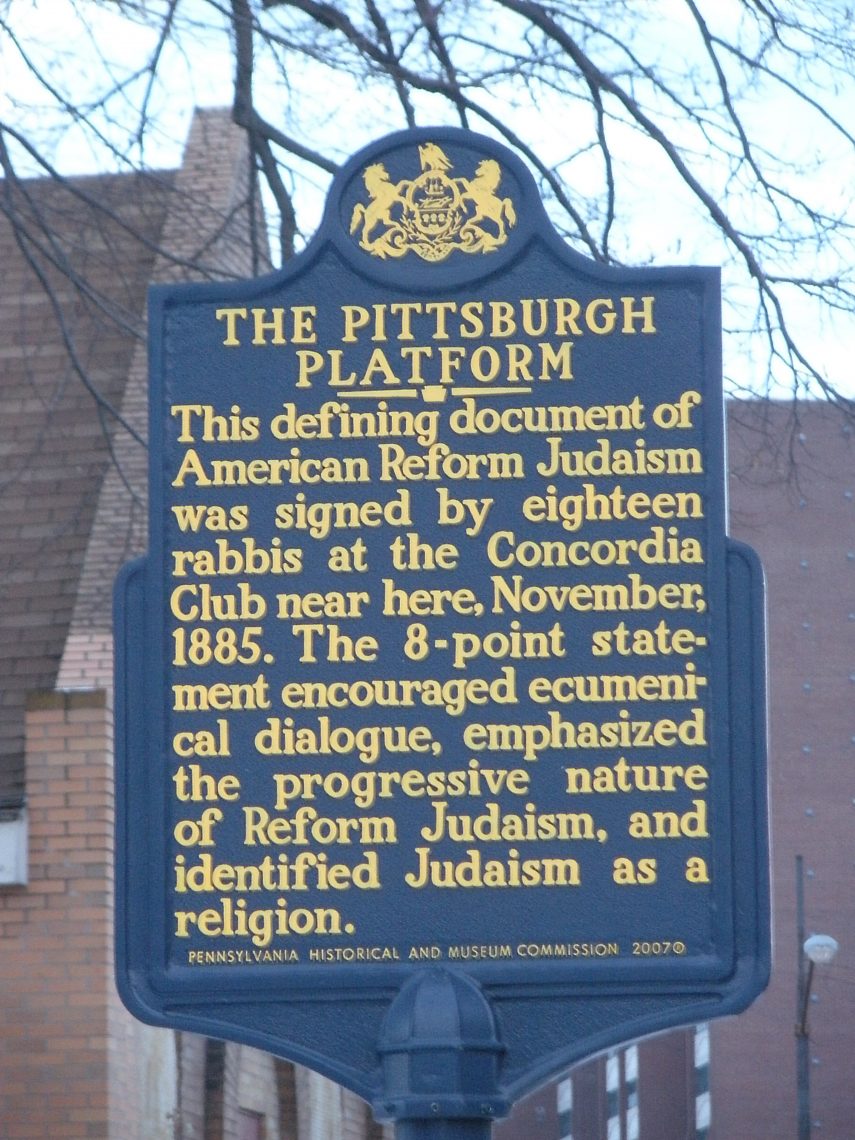 THE PITTSBURGH
PLATFORM
This defining document of
American Reform Judaism
was signed by eighteen
rabbis at the Concordia
Club near here, November,
1885. The 8-point state-
ment encouraged ecumeni-
cal dialogue, emphasized
the progressive nature
of Reform Judaism, and
identified Judaism as a
religion.
PENNSYLVANIA HISTORICAL AND MUSEUM COMMISSION 2007®